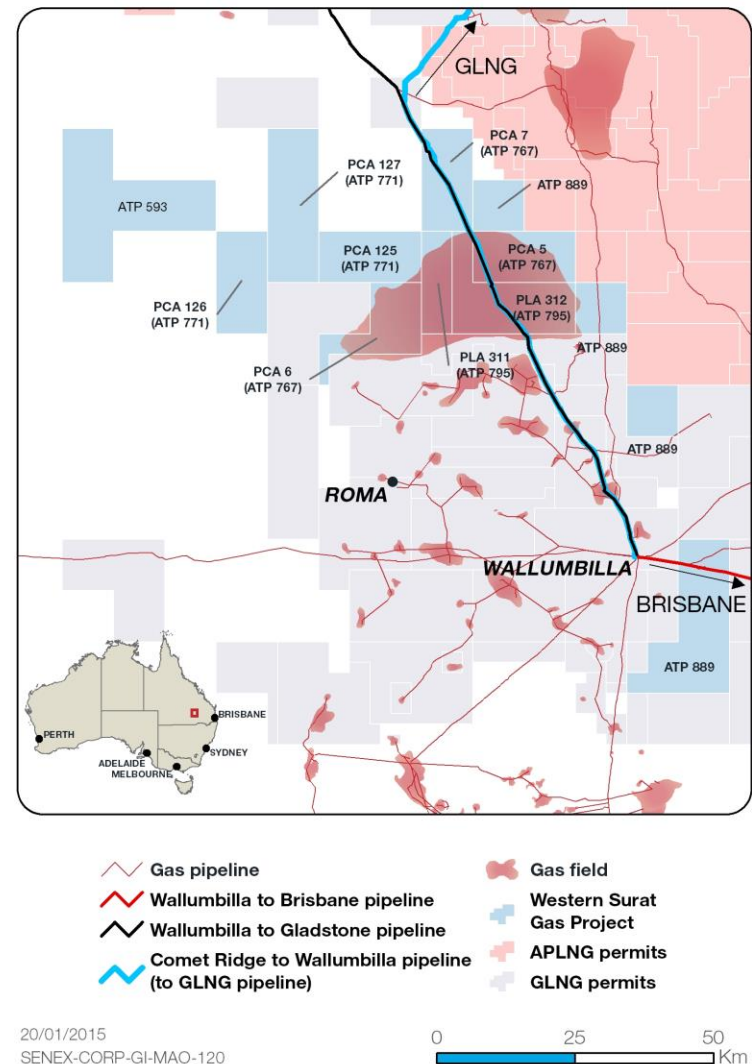 GLNG
PCA 7
(ATP 767)
PCA 127
(ATP 771)
ATP 889
ATP 593
PCA 125
(ATP 771)
PCA 5
(ATP 767)
PCA 126
(ATP 771)
PLA 312
(ATP 795)
ATP 889
PLA 311
(ATP 795)
PCA 6
(ATP 767)
ATP 889
ROMA
WALLUMBILLA
BRISBANE
ATP 889
BRISBANE
PERTH
SYDNEY
ADELAIDE
MELBOURNE
Gas pipeline
Wallumbilla to Brisbane pipeline
Wallumbilla to Gladstone pipeline
Comet Ridge to Wallumbilla pipeline
(to GLNG pipeline)
Gas field
Western Surat
Gas Project
APLNG permits
GLNG permits
20/01/2015
SENEX-CORP-GI-MAO-120
0 25 50
Km